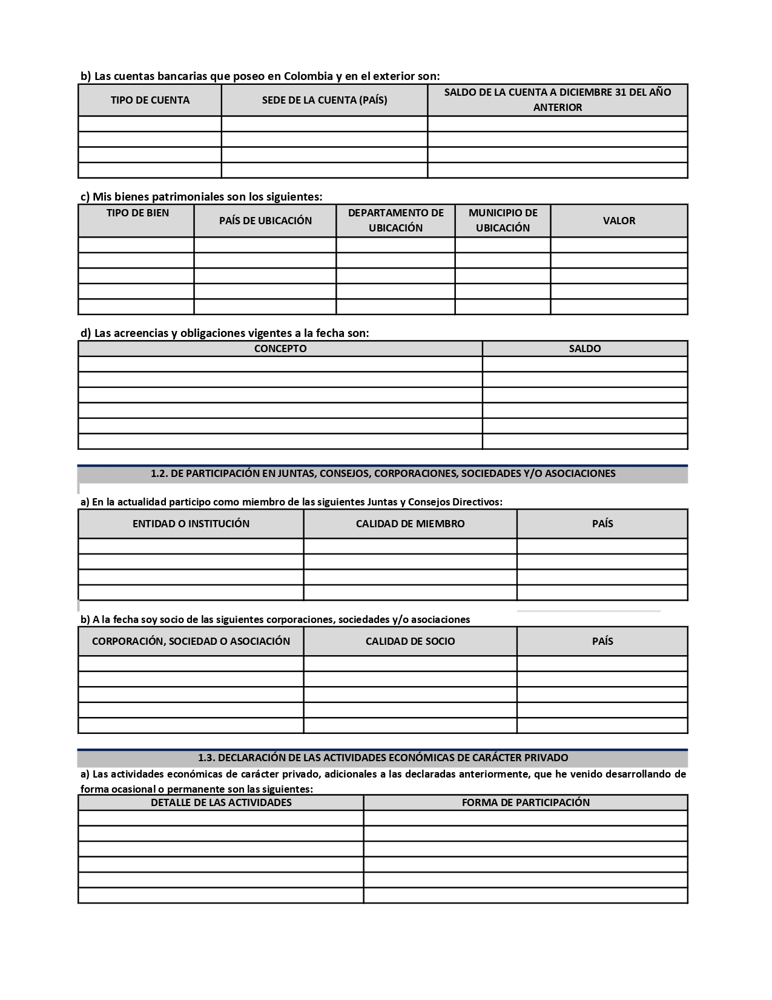 b) Las cuentas bancarias que poseo en Colombia y en el exterior son:
TIPO DE CUENTA
SEDE DE LA CUENTA (PAÍS)
SALDO DE LA CUENTA A DICIEMBRE 31 DEL AÑO
ANTERIOR
c) Mis bienes patrimoniales son los siguientes:
TIPO DE BIEN
PAÍS DE UBICACIÓN
DEPARTAMENTO DE
UBICACIÓN
MUNICIPIO DE
UBICACIÓN
VALOR
d) Las acreencias y obligaciones vigentes a la fecha son:
CONCEPTO
SALDO
1.2. DE PARTICIPACIÓN EN JUNTAS, CONSEJOS, CORPORACIONES, SOCIEDADES Y/O ASOCIACIONES
a) En la actualidad participo como miembro de las siguientes Juntas y Consejos Directivos:
ENTIDAD O INSTITUCIÓN
CALIDAD DE MIEMBRO
PAÍS
b) A la fecha soy socio de las siguientes corporaciones, sociedades y/o asociaciones
CORPORACIÓN, SOCIEDAD O ASOCIACIÓN
CALIDAD DE SOCIO
PAÍS
1.3. DECLARACIÓN DE LAS ACTIVIDADES ECONÓMICAS DE CARÁCTER PRIVADO
a) Las actividades económicas de carácter privado, adicionales a las declaradas anteriormente, que he venido desarrollando de
forma ocasional o permanente son las siguientes:
DETALLE DE LAS ACTIVIDADES
FORMA DE PARTICIPACIÓN